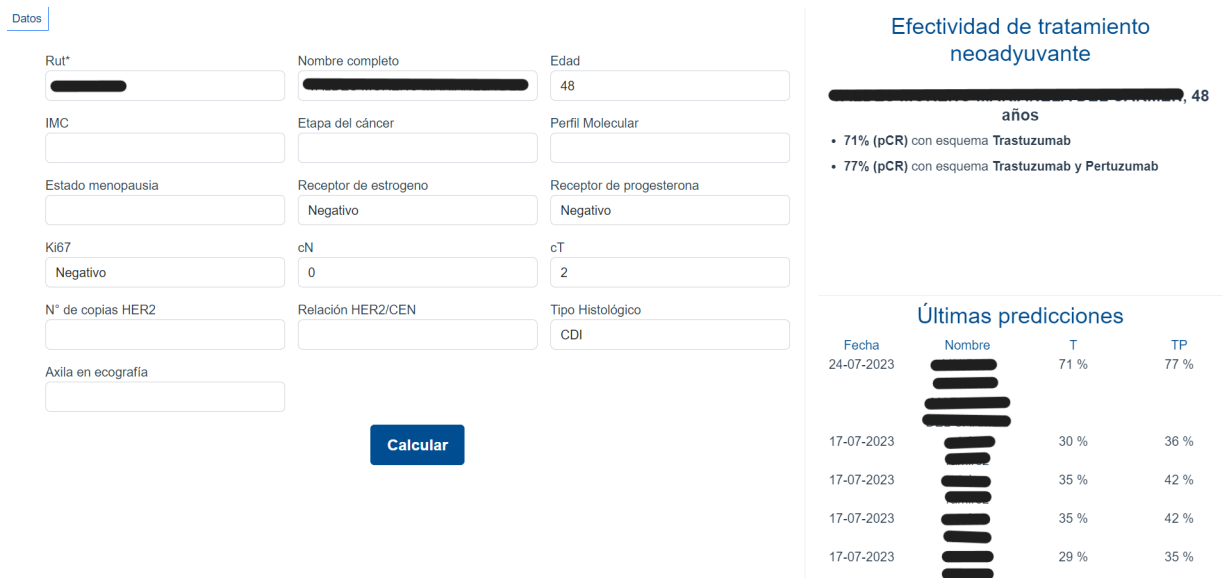 Datos
Rut*
Nombre completo
Edad
48
IMC
Etapa del cáncer
Perfil Molecular
Estado menopausia
Receptor de estrogeno
Receptor de progesterona
Negativo
Negativo
Ki67
cN
cT
Negativo
0
2
N° de copias HER2
Relación HER2/CEN
Tipo Histológico
CDI
Axila en ecografía
Calcular
Efectividad de tratamiento
neoadyuvante
, 48
años
• 71% (pCR) con esquema Trastuzumab
• 77% (pCR) con esquema Trastuzumab y Pertuzumab
Últimas predicciones
Fecha Nombre T TP
24-07-2023 71 % 77 %
17-07-2023 30 % 36 %
17-07-2023 35 % 42 %
17-07-2023 35 % 42 %
17-07-2023 29 % 35 %